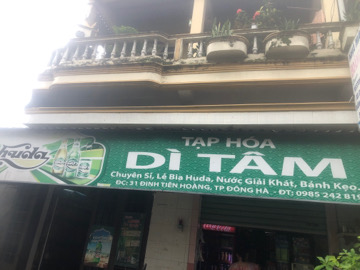 Huda
TẠP HÓA
DÌ TÂM
Chuyên Sỉ, Lẻ Bia Huda, Nước Giải Khát, Bánh Kẹo.
ĐC: 31 ĐINH TIÊN HOÀNG, TP ĐÔNG HÀ - ĐT: 0985 242 819